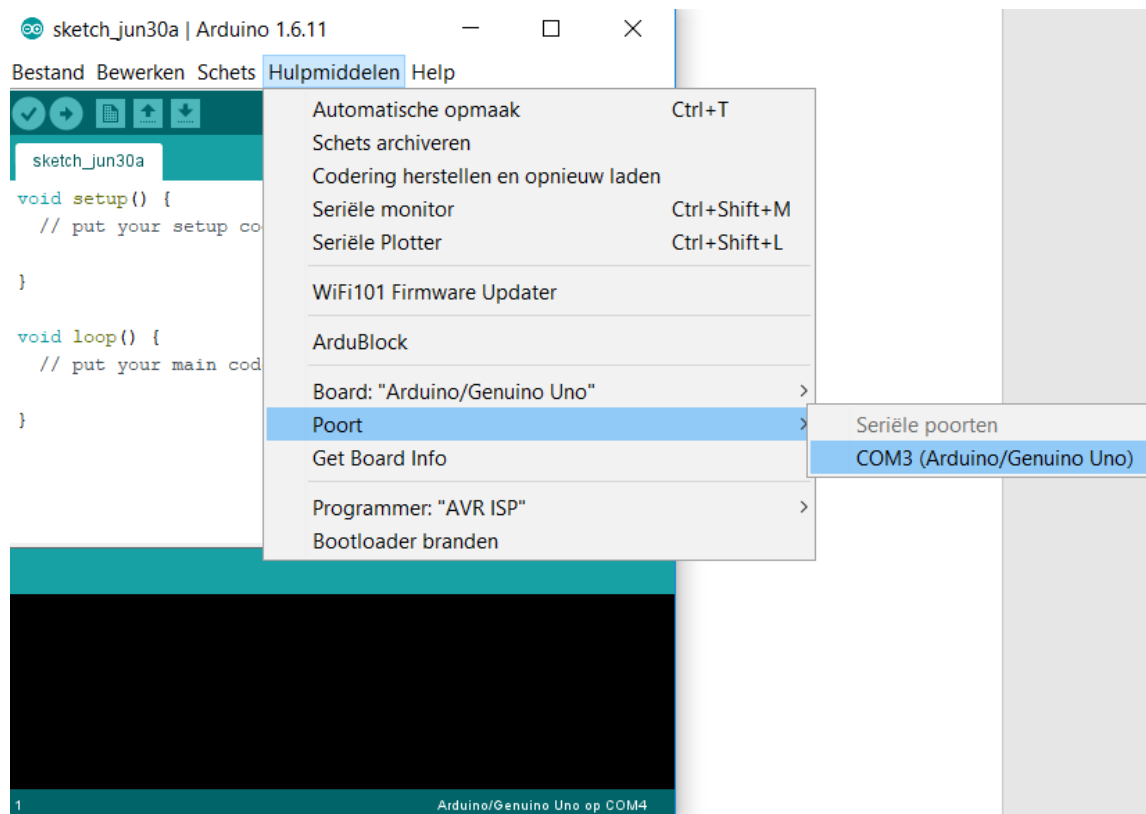 sketch_jun30a | Arduino 1.6.11
Bestand Bewerken Schets Hulpmiddelen Help
sketch_jun30a
void setup() {
// put your setup co
}
void loop() {
// put your main cod
}
Automatische opmaak Ctrl+T
Schets archiveren
Codering herstellen en opnieuw laden
Seriële monitor Ctrl+Shift+M
Seriële Plotter Ctrl+Shift+L
WiFi101 Firmware Updater
ArduBlock
Board: "Arduino/Genuino Uno"
Poort
Get Board Info
Programmer: "AVR ISP"
Bootloader branden
Seriële poorten
COM3 (Arduino/Genuino Uno)
1 Arduino/Genuino Uno op COM4